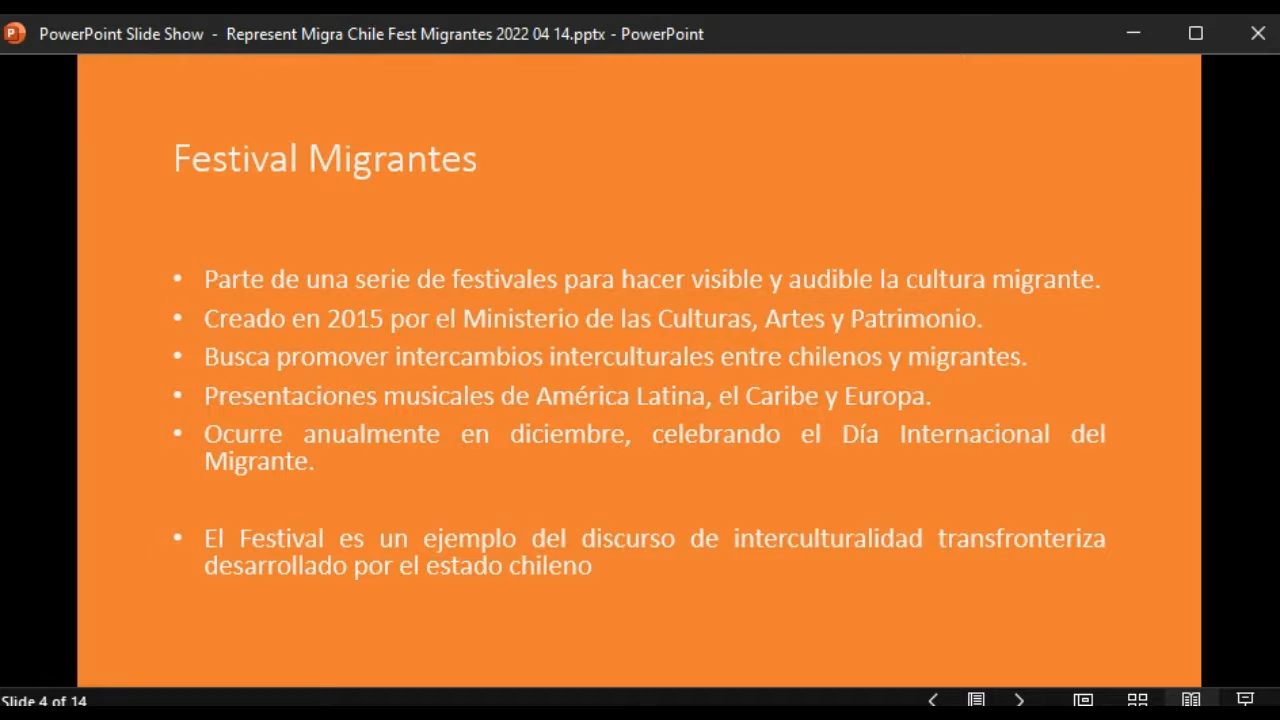 PowerPoint Slide Show - Represent Migra Chile Fest Migrantes 2022 04 14.pptx - PowerPoint
Festival Migrantes
• Parte de una serie de festivales para hacer visible y audible la cultura migrante.
• Creado en 2015 por el Ministerio de las Culturas, Artes y Patrimonio.
• Busca promover intercambios interculturales entre chilenos y migrantes.
• Presentaciones musicales de América Latina, el Caribe y Europa.
• Ocurre anualmente en diciembre, celebrando el Día Internacional del
Migrante.
• El Festival es un ejemplo del discurso de interculturalidad transfronteriza
desarrollado por el estado chileno
Slide 4 of 14